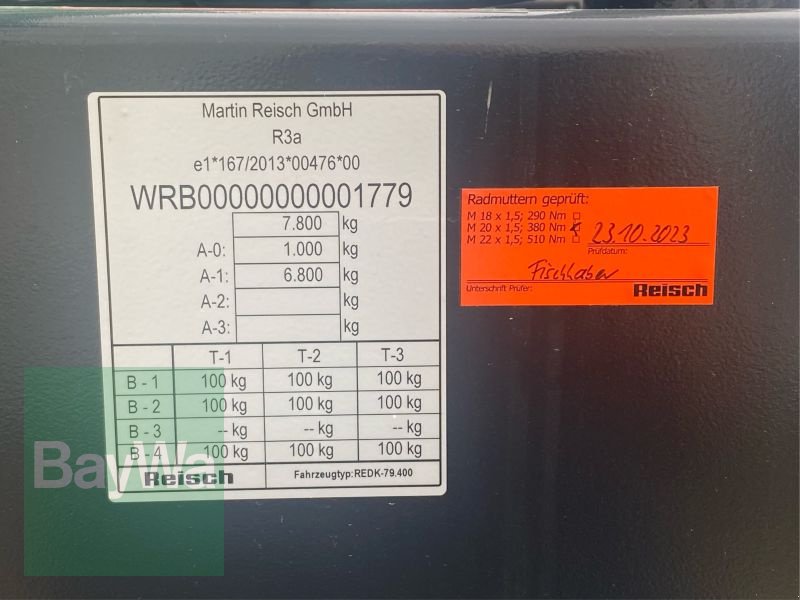 Martin Reisch GmbH
R3a
e1*167/2013*00476*00
WRB00000000001779
7.800 kg
A-0: 1.000 kg
A-1: 6.800 kg
A-2: kg
A-3: kg
T-1 T-2 T-3
B - 1 100 kg 100 kg 100 kg
B - 2 100 kg 100 kg 100 kg
B - 3 -- kg -- kg -- kg
B - 4 100 kg 100 kg 100 kg
Reisch Fahrzeugtyp: REDK-79.400
BayWa
Radmuttern geprüft:
M 18 x 1,5; 290 Nm
M 20 x 1,5; 380 Nm
M 22 x 1,5; 510 Nm
23.10.2023
Prüfdatum:
Fischhaber
Unterschrift Prüfer:
Reisch